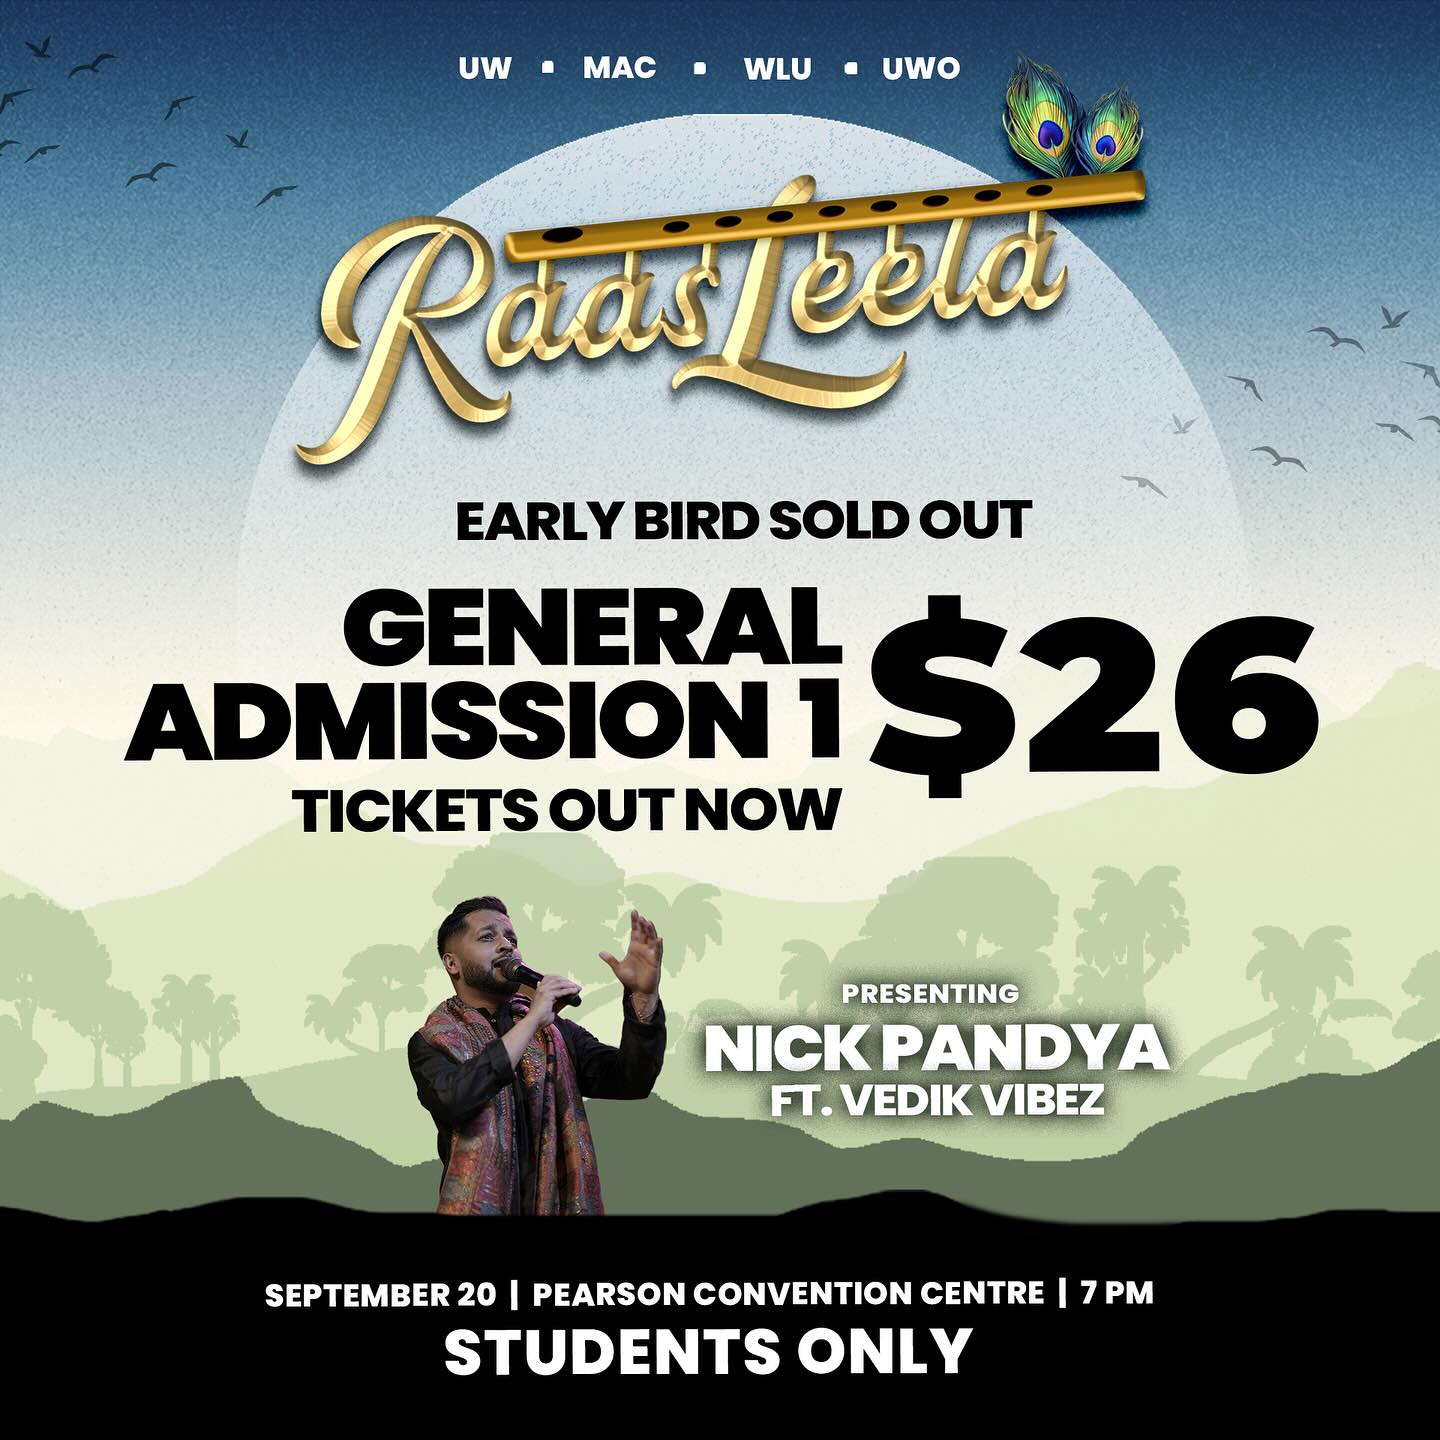 UW • MAC • WLU • UWO
RaasLeela
EARLY BIRD SOLD OUT
GENERAL
ADMISSION 1
$26
TICKETS OUT NOW
PRESENTING
NICK PANDYA
FT. VEDIK VIBEZ
SEPTEMBER 20 | PEARSON CONVENTION CENTRE | 7 PM
STUDENTS ONLY